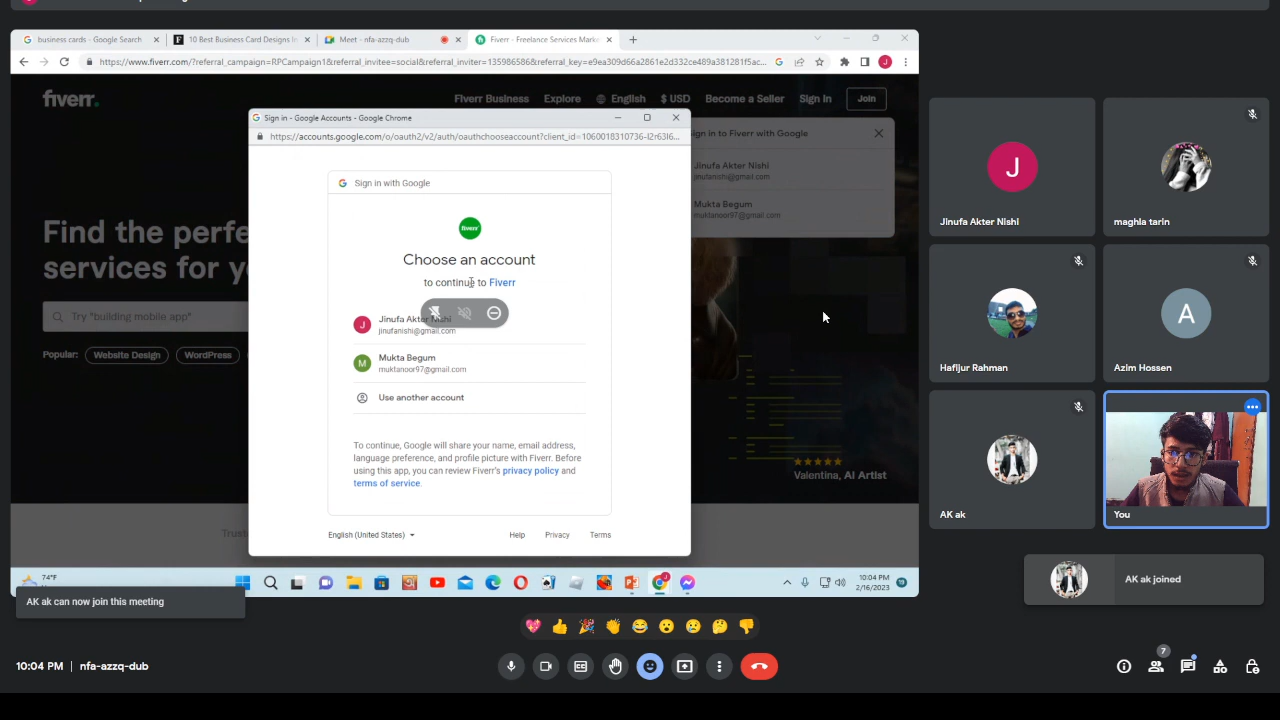 business cards - Google Search
10 Best Business Card Designs In
Meet - nfa-azzq-dub
Fiverr - Freelance Services Marke
https://www.fiverr.com/?referral_campaign=RPCampaign1&referral_invitee=social&referral_inviter=135986586&referral_key=e9ea309d66a2861e2d332ce489a381281f5ac...
fiverr.
Fiverr Business
Explore
English
$ USD
Become a Seller
Sign In
Join
Sign in - Google Accounts - Google Chrome
https://accounts.google.com/o/oauth2/v2/auth/oauthchooseaccount?client_id=1060018310736-l2r63l6...
ign in to Fiverr with Google
Jinufa Akter Nishi
jinufanishi@gmail.com
Mukta Begum
muktanoor97@gmail.com
Sign in with Google
fiverr
Choose an account
to continue to Fiverr
Jinufa Akter Nishi
jinufanishi@gmail.com
Mukta Begum
muktanoor97@gmail.com
Use another account
To continue, Google will share your name, email address,
language preference, and profile picture with Fiverr. Before
using this app, you can review Fiverr's privacy policy and
terms of service.
English (United States)
Help
Privacy
Terms
Find the perfe
services for yo
Try "building mobile app"
Popular:
Website Design
WordPress
Valentina, AI Artist
Trust
74°F
10:04 PM
2/16/2023
AK ak can now join this meeting
J
Jinufa Akter Nishi
maghla tarin
Hafijur Rahman
A
Azim Hossen
AK ak
You
AK ak joined
10:04 PM | nfa-azzq-dub
7